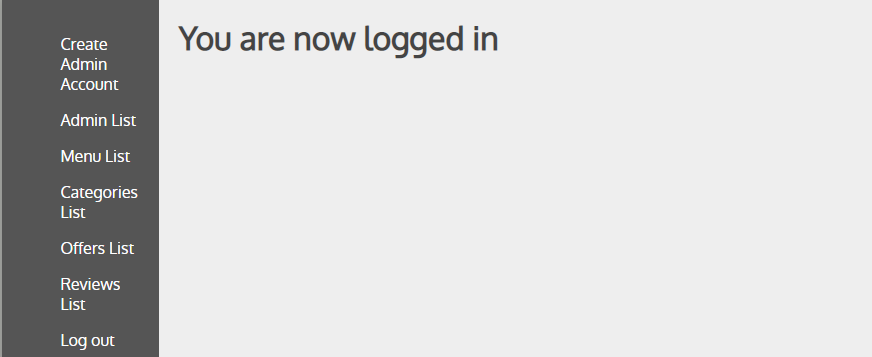 You are now logged in
Create
Admin
Account
Admin List
Menu List
Categories
List
Offers List
Reviews
List
Log out